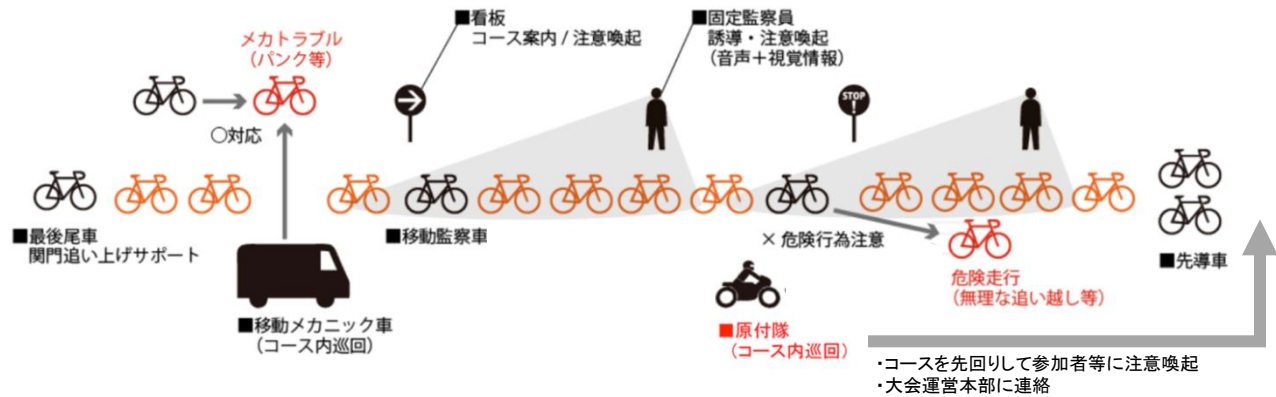 ■看板
コース案内 / 注意喚起
■固定監察員
誘導・注意喚起
（音声＋視覚情報）
メカトラブル
（パンク等）
○対応
STOP
!
■最後尾車
関門追い上げサポート
■移動監察車
× 危険行為注意
■先導車
危険走行
（無理な追い越し等）
■移動メカニック車
（コース内巡回）
■原付隊
（コース内巡回）
・コースを先回りして参加者等に注意喚起
・大会運営本部に連絡